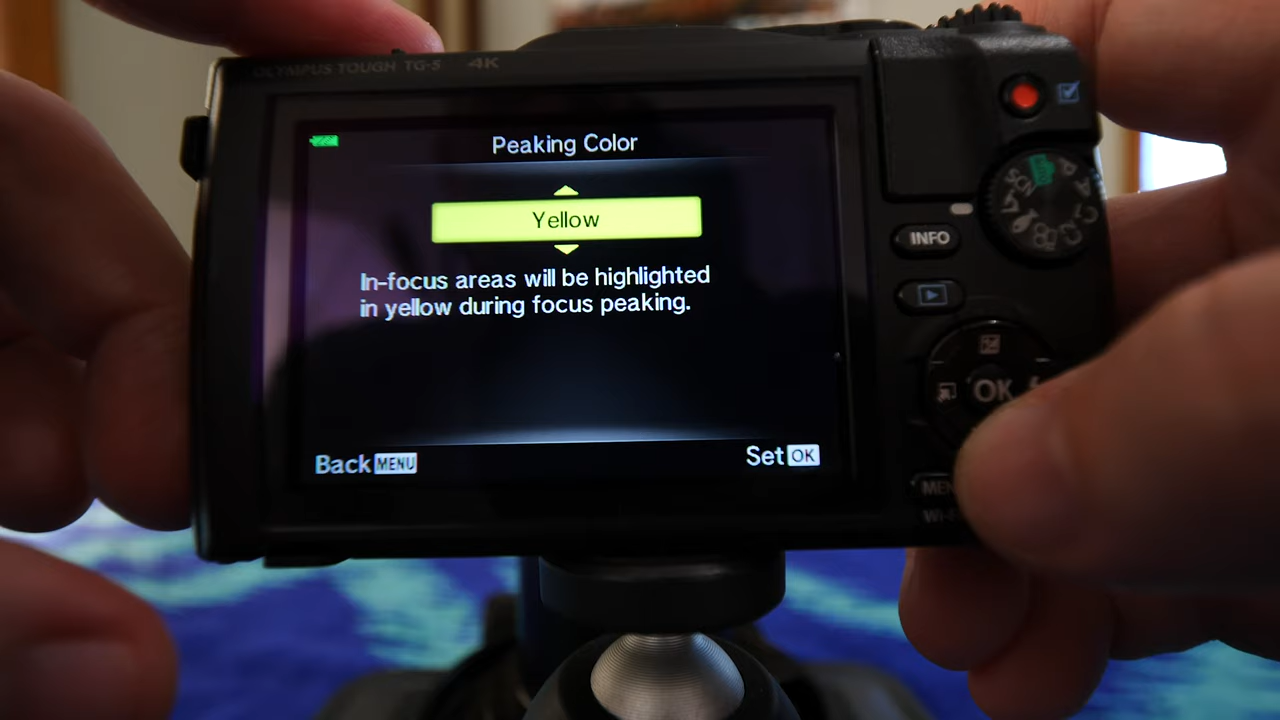 OLYMPUS TOUGH TG-5 4K
Peaking Color
Yellow
In-focus areas will be highlighted
in yellow during focus peaking.
Back MENU
Set OK
INFO
OK